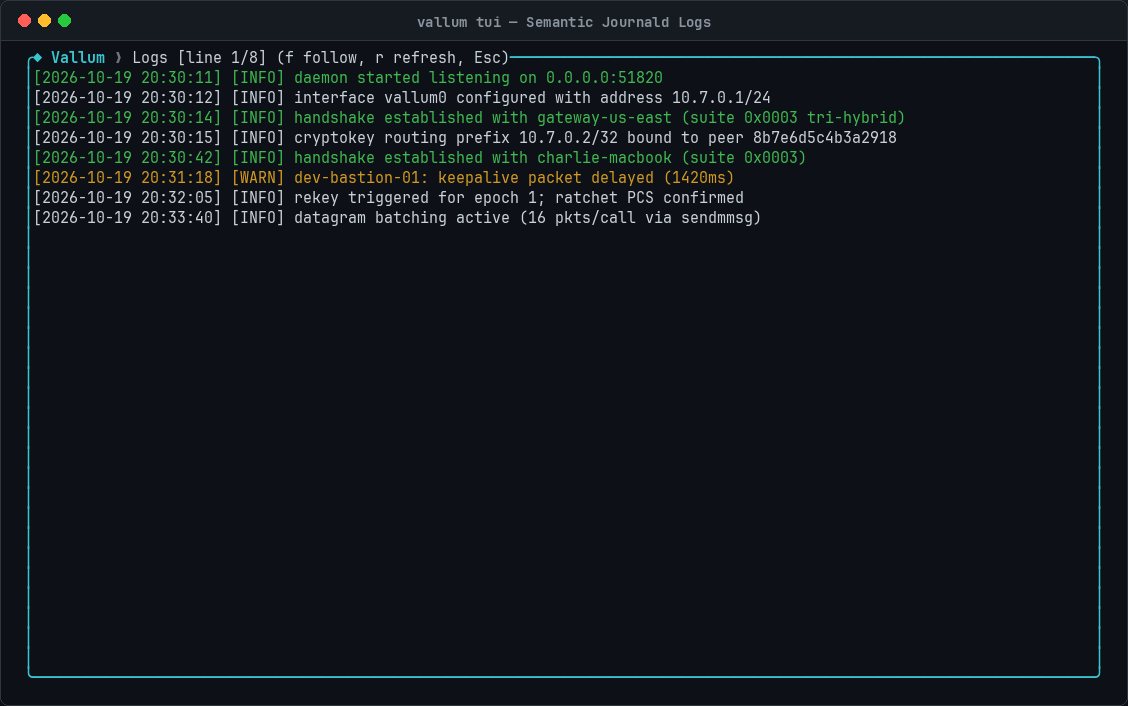 vallum tui — Semantic Journald Logs
◆ Vallum ❭ Logs [line 1/8] (f follow, r refresh, Esc)
[2026-10-19 20:30:11] [INFO] daemon started listening on 0.0.0.0:51820
[2026-10-19 20:30:12] [INFO] interface vallum0 configured with address 10.7.0.1/24
[2026-10-19 20:30:14] [INFO] handshake established with gateway-us-east (suite 0x0003 tri-hybrid)
[2026-10-19 20:30:15] [INFO] cryptokey routing prefix 10.7.0.2/32 bound to peer 8b7e6d5c4b3a2918
[2026-10-19 20:30:42] [INFO] handshake established with charlie-macbook (suite 0x0003)
[2026-10-19 20:31:18] [WARN] dev-bastion-01: keepalive packet delayed (1420ms)
[2026-10-19 20:32:05] [INFO] rekey triggered for epoch 1; ratchet PCS confirmed
[2026-10-19 20:33:40] [INFO] datagram batching active (16 pkts/call via sendmmsg)